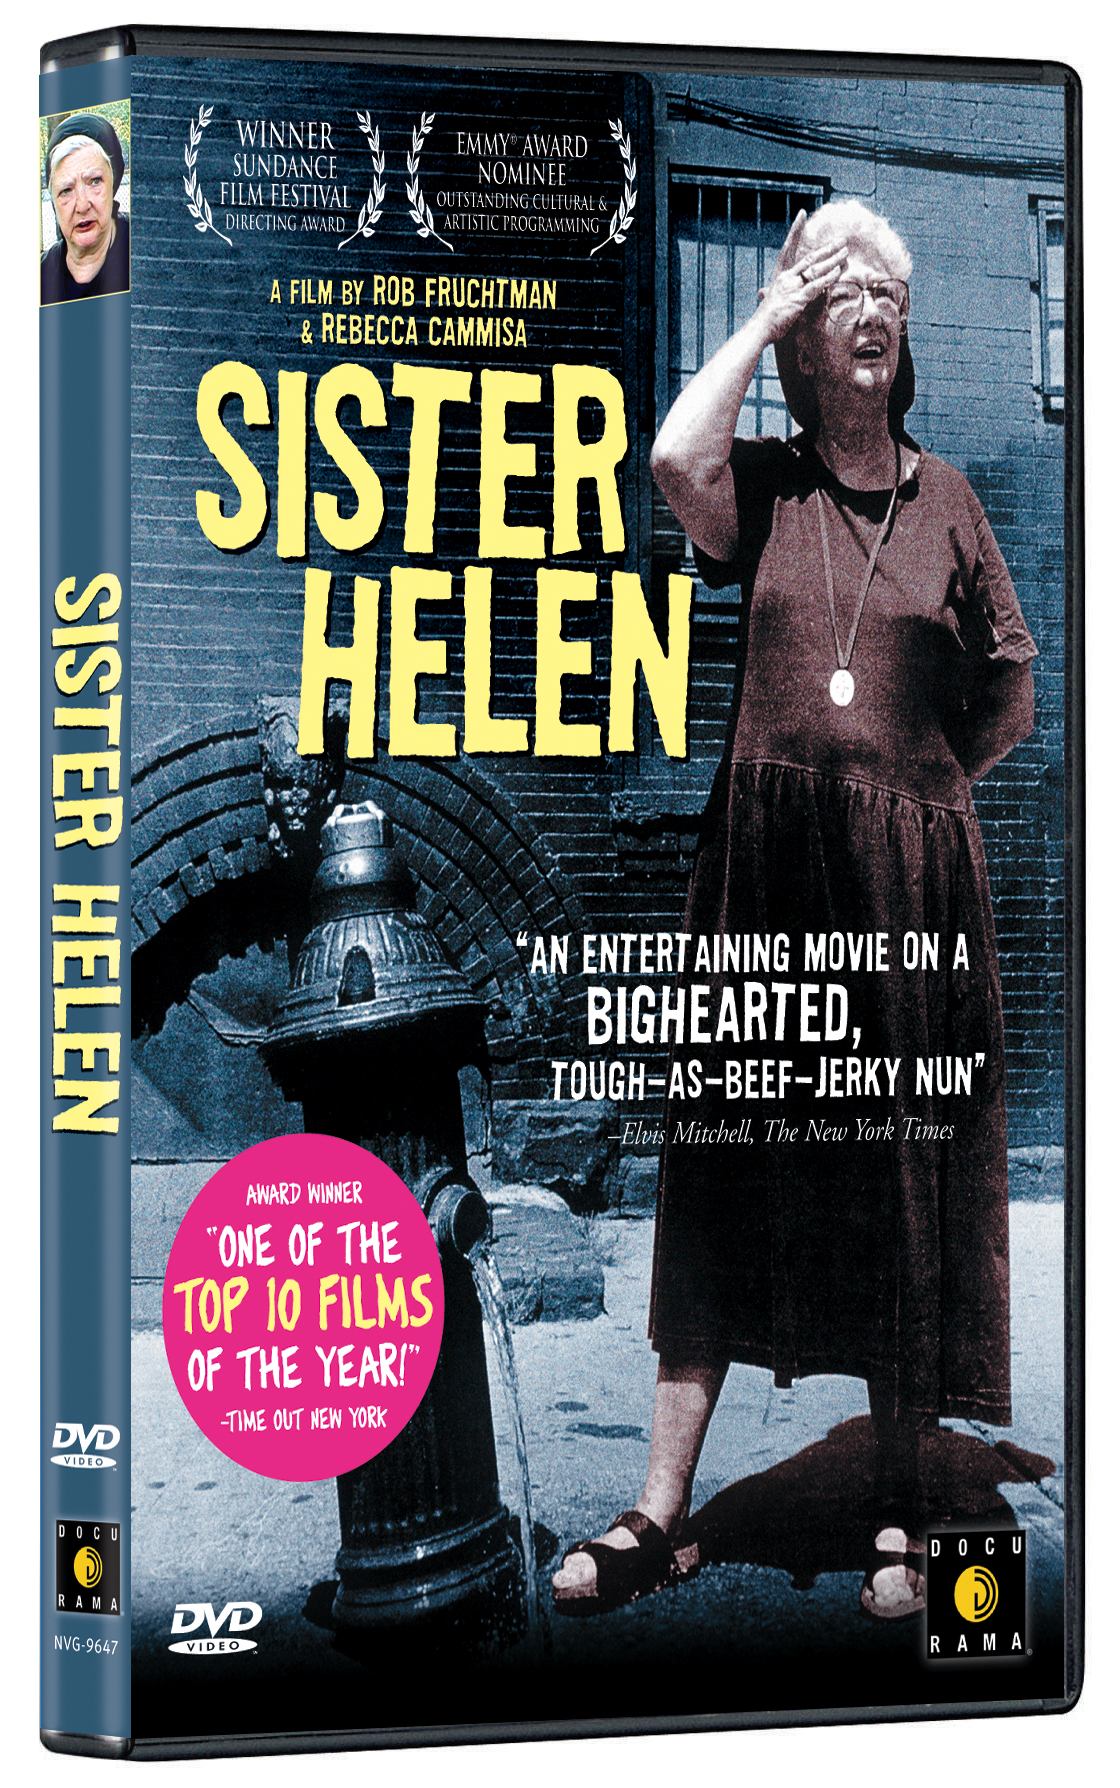 WINNER
SUNDANCE
FILM FESTIVAL
DIRECTING AWARD
EMMY® AWARD
NOMINEE
OUTSTANDING CULTURAL &
ARTISTIC PROGRAMMING
A FILM BY ROB FRUCHTMAN
& REBECCA CAMMISA
SISTER
HELEN
"AN ENTERTAINING MOVIE ON A
BIGHEARTED,
TOUGH-AS-BEEF-JERKY NUN"
–Elvis Mitchell, The New York Times
AWARD WINNER
"ONE OF THE
TOP 10 FILMS
OF THE YEAR!"
-TIME OUT NEW YORK
DVD
VIDEO
DOCU
RAMA®
SISTER HELEN
DVD
VIDEO
DOCU
RAMA
NVG-9647